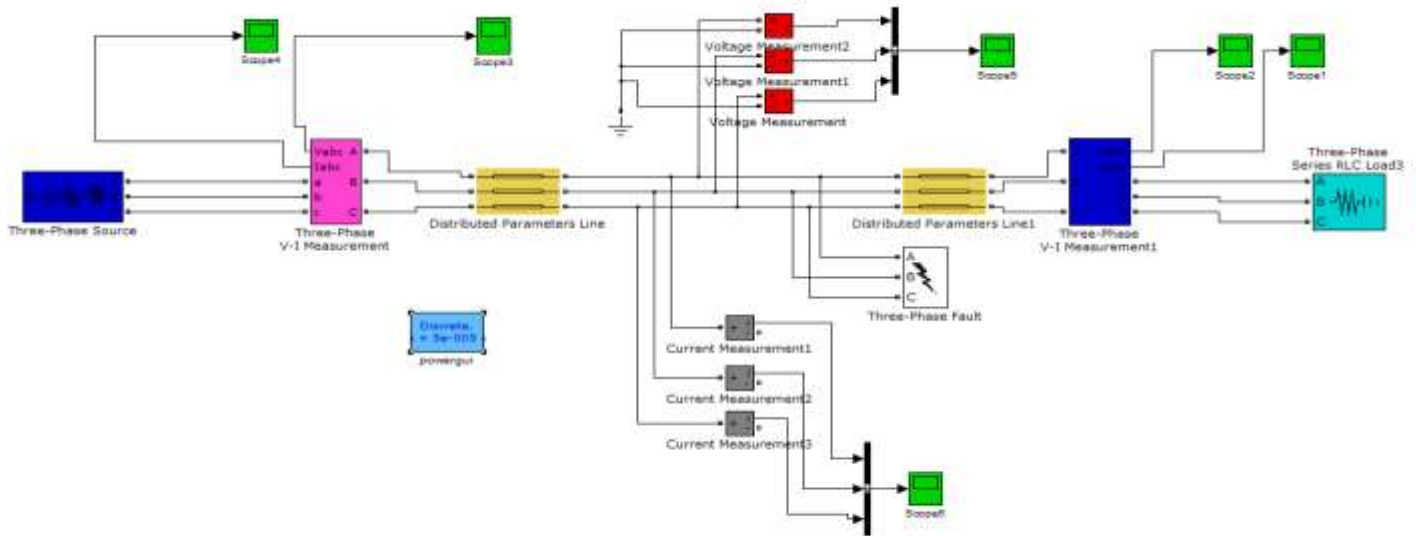 Scope4
Scope3
Voltage Measurement2
Voltage Measurement1
Voltage Measurement
Scope2
Scope1
Vabc A
Iabc
a B
b
c C
Three-Phase Source
Three-Phase
V-I Measurement
Distributed Parameters Line
Distributed Parameters Line1
Three-Phase
V-I Measurement1
Three-Phase
Series RLC Load3
A
B
C
A
B
C
Three-Phase Fault
Discrete,
powergui
Current Measurement1
Current Measurement2
Current Measurement3